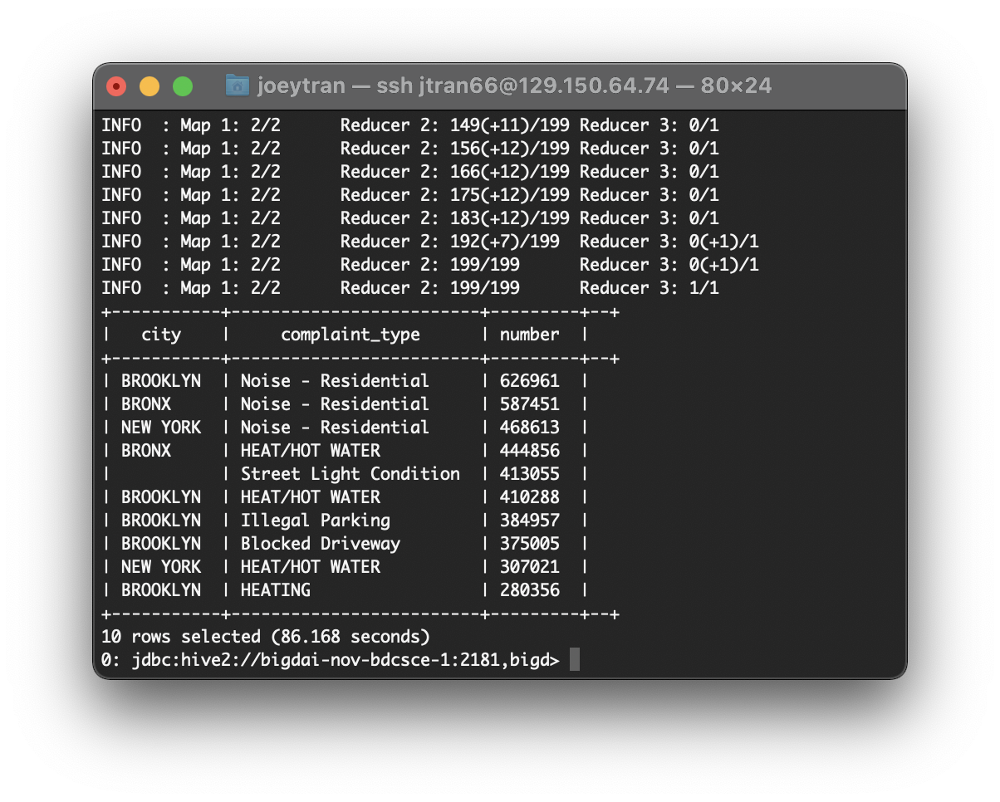 joeytran — ssh jtran66@129.150.64.74 — 80×24
INFO  : Map 1: 2/2      Reducer 2: 149(+11)/199 Reducer 3: 0/1
INFO  : Map 1: 2/2      Reducer 2: 156(+12)/199 Reducer 3: 0/1
INFO  : Map 1: 2/2      Reducer 2: 166(+12)/199 Reducer 3: 0/1
INFO  : Map 1: 2/2      Reducer 2: 175(+12)/199 Reducer 3: 0/1
INFO  : Map 1: 2/2      Reducer 2: 183(+12)/199 Reducer 3: 0/1
INFO  : Map 1: 2/2      Reducer 2: 192(+7)/199  Reducer 3: 0(+1)/1
INFO  : Map 1: 2/2      Reducer 2: 199/199      Reducer 3: 0(+1)/1
INFO  : Map 1: 2/2      Reducer 2: 199/199      Reducer 3: 1/1
+-----------+-------------------------+---------+--+
|   city    |     complaint_type      | number  |
+-----------+-------------------------+---------+--+
| BROOKLYN  | Noise - Residential     | 626961  |
| BRONX     | Noise - Residential     | 587451  |
| NEW YORK  | Noise - Residential     | 468613  |
| BRONX     | HEAT/HOT WATER          | 444856  |
|           | Street Light Condition  | 413055  |
| BROOKLYN  | HEAT/HOT WATER          | 410288  |
| BROOKLYN  | Illegal Parking         | 384957  |
| BROOKLYN  | Blocked Driveway        | 375005  |
| NEW YORK  | HEAT/HOT WATER          | 307021  |
| BROOKLYN  | HEATING                 | 280356  |
+-----------+-------------------------+---------+--+
10 rows selected (86.168 seconds)
0: jdbc:hive2://bigdai-nov-bdcsce-1:2181,bigd>